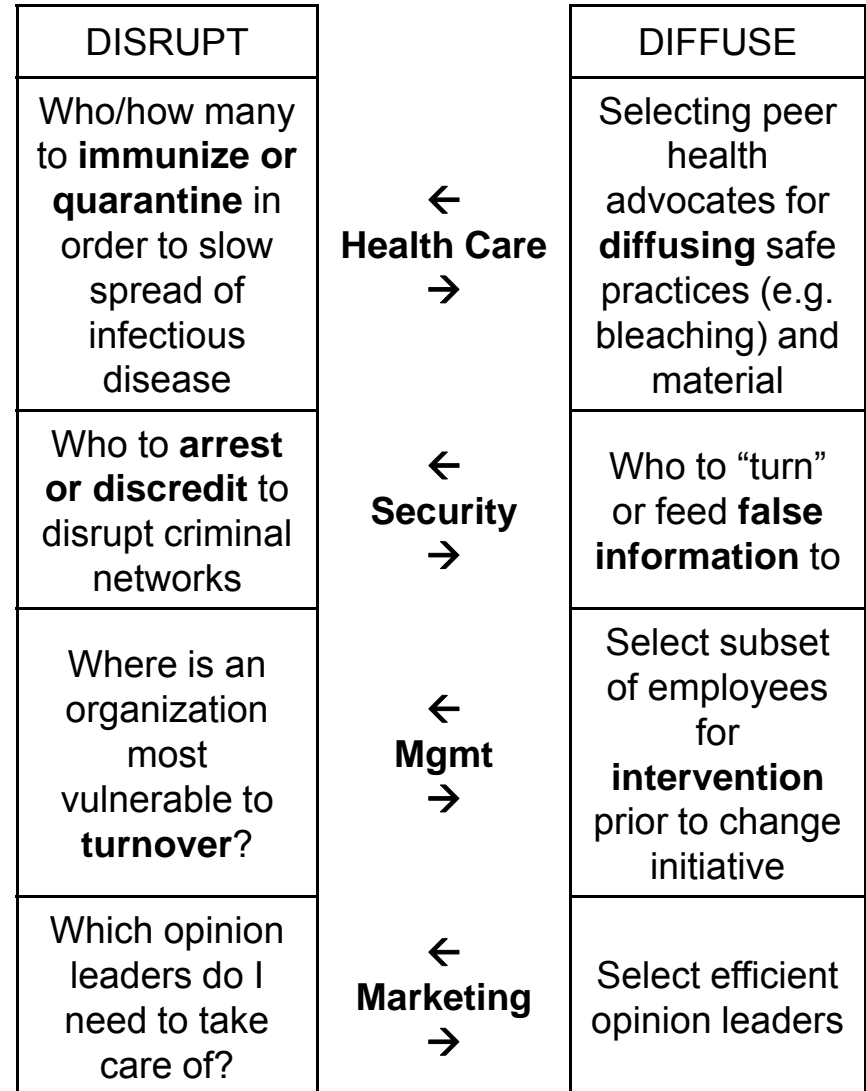 DISRUPT
DIFFUSE
Who/how many
to immunize or
quarantine in
order to slow
spread of
infectious
disease
←
Health Care
→
Selecting peer
health
advocates for
diffusing safe
practices (e.g.
bleaching) and
material
Who to arrest
or discredit to
disrupt criminal
networks
←
Security
→
Who to “turn”
or feed false
information to
Where is an
organization
most
vulnerable to
turnover?
←
Mgmt
→
Select subset
of employees
for
intervention
prior to change
initiative
Which opinion
leaders do I
need to take
care of?
←
Marketing
→
Select efficient
opinion leaders